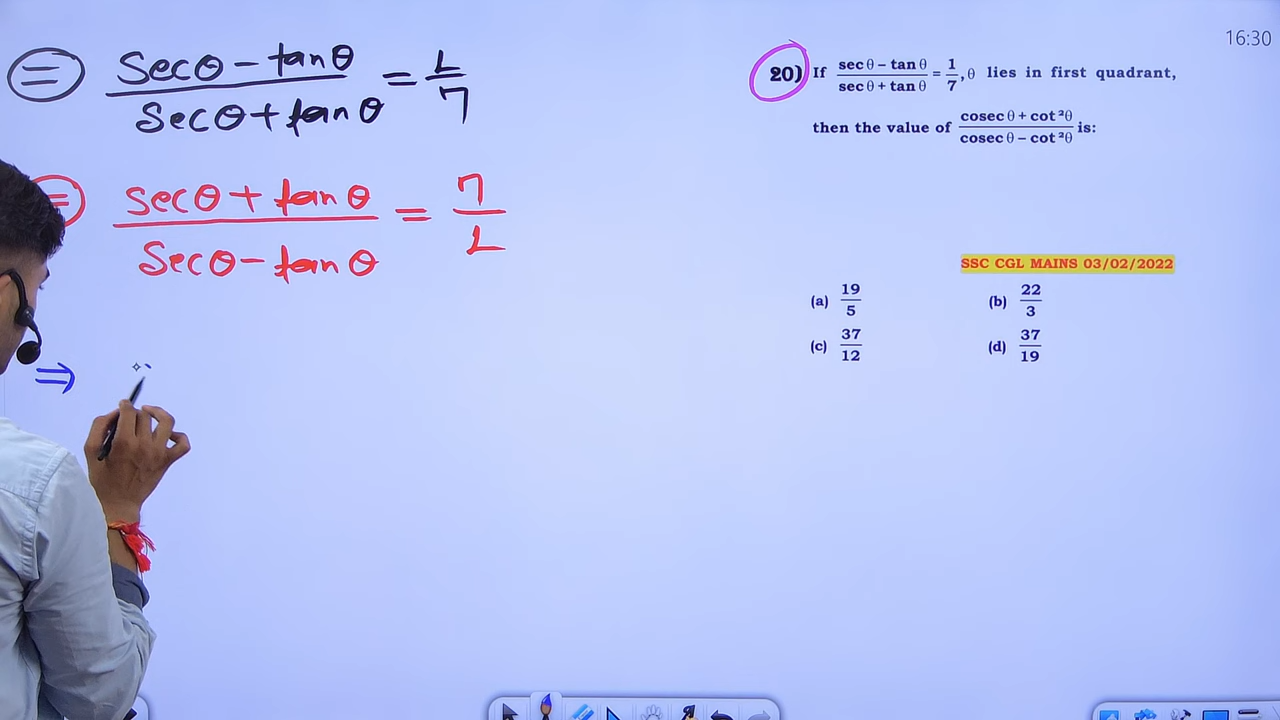 16:30
⊜ secθ − tanθ / secθ + tanθ = 1/7
= secθ + tanθ / secθ − tanθ = 7/1
⇒
20) If secθ − tanθ / secθ + tanθ = 1/7, θ lies in first quadrant,
then the value of cosecθ + cot²θ / cosecθ − cot²θ is:
SSC CGL MAINS 03/02/2022
(a) 19/5 (b) 22/3
(c) 37/12 (d) 37/19